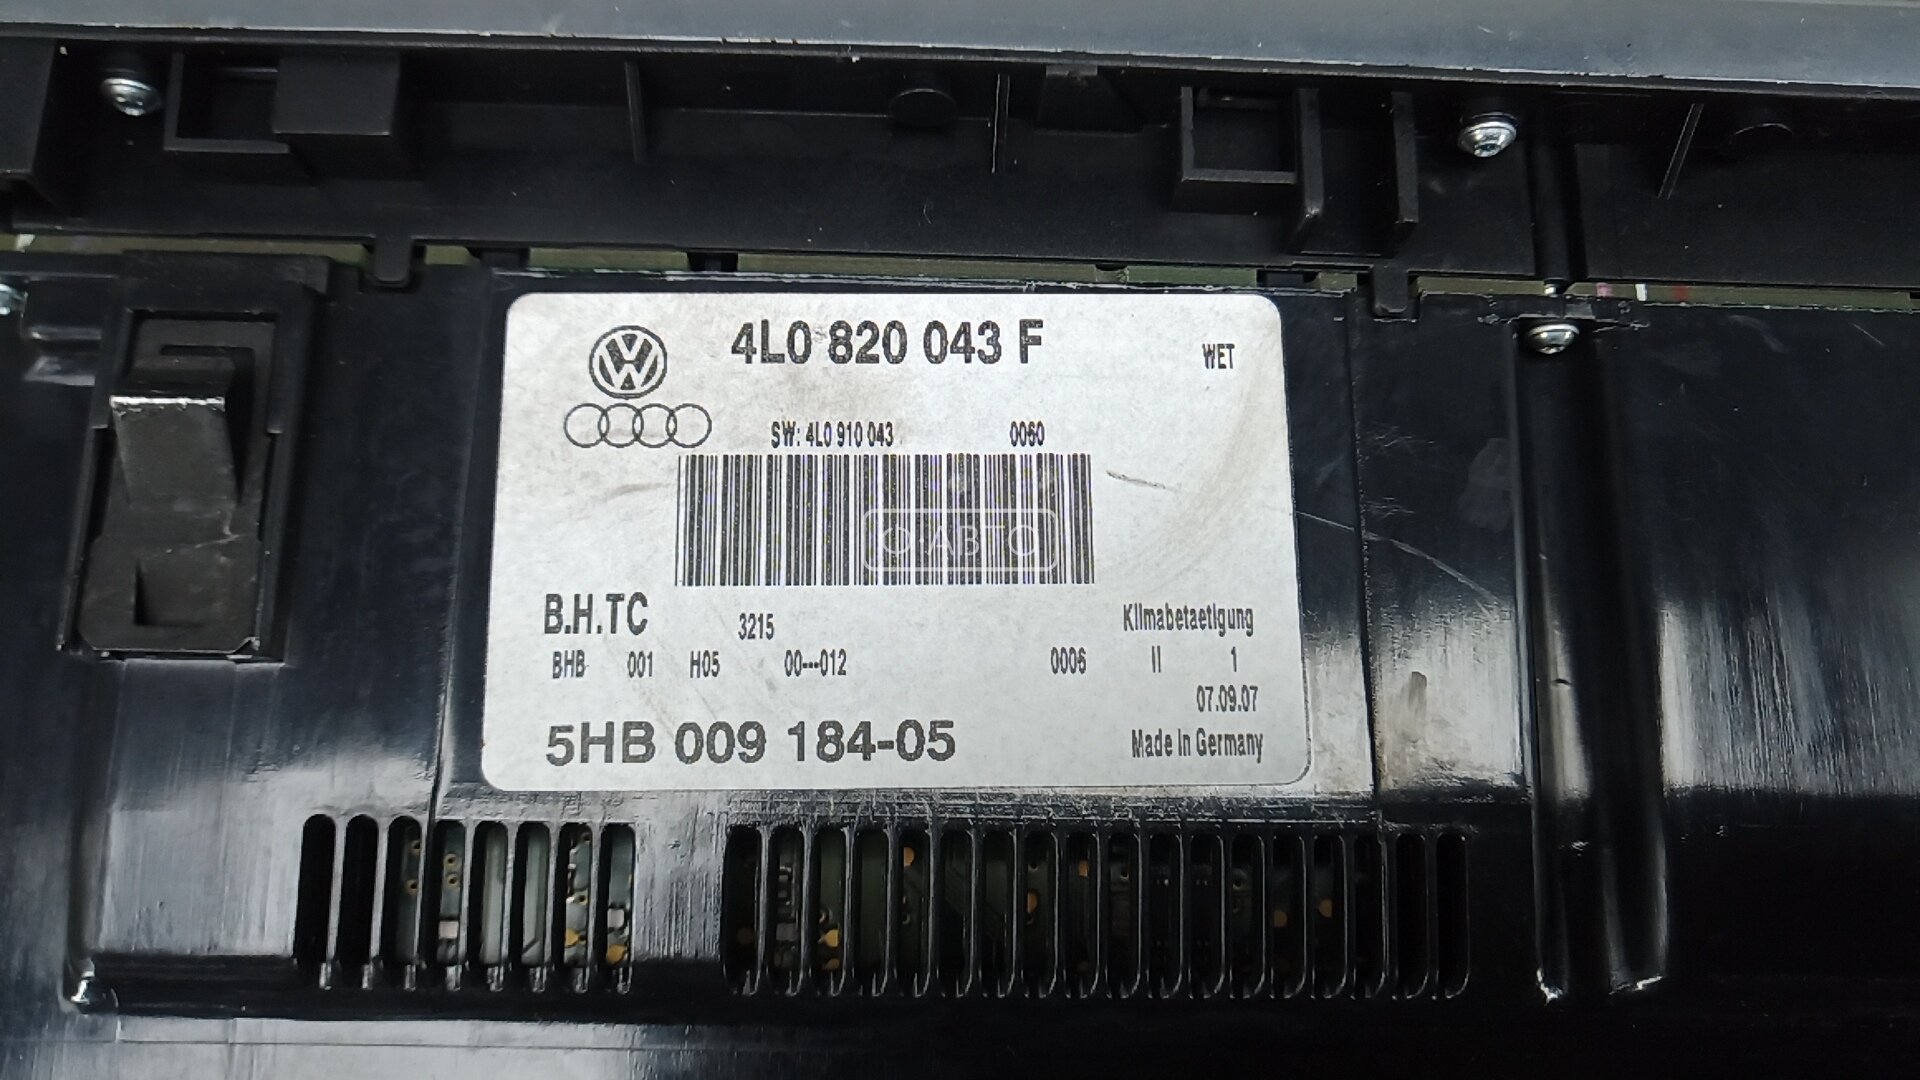 4L0 820 043 F
WET
SW: 4L0 910 043 0060
О·АВТО
B.H.TC 3215 Klimabetaetigung
BHB 001 H05 00---012 0006 II 1
07.09.07
5HB 009 184-05 Made in Germany